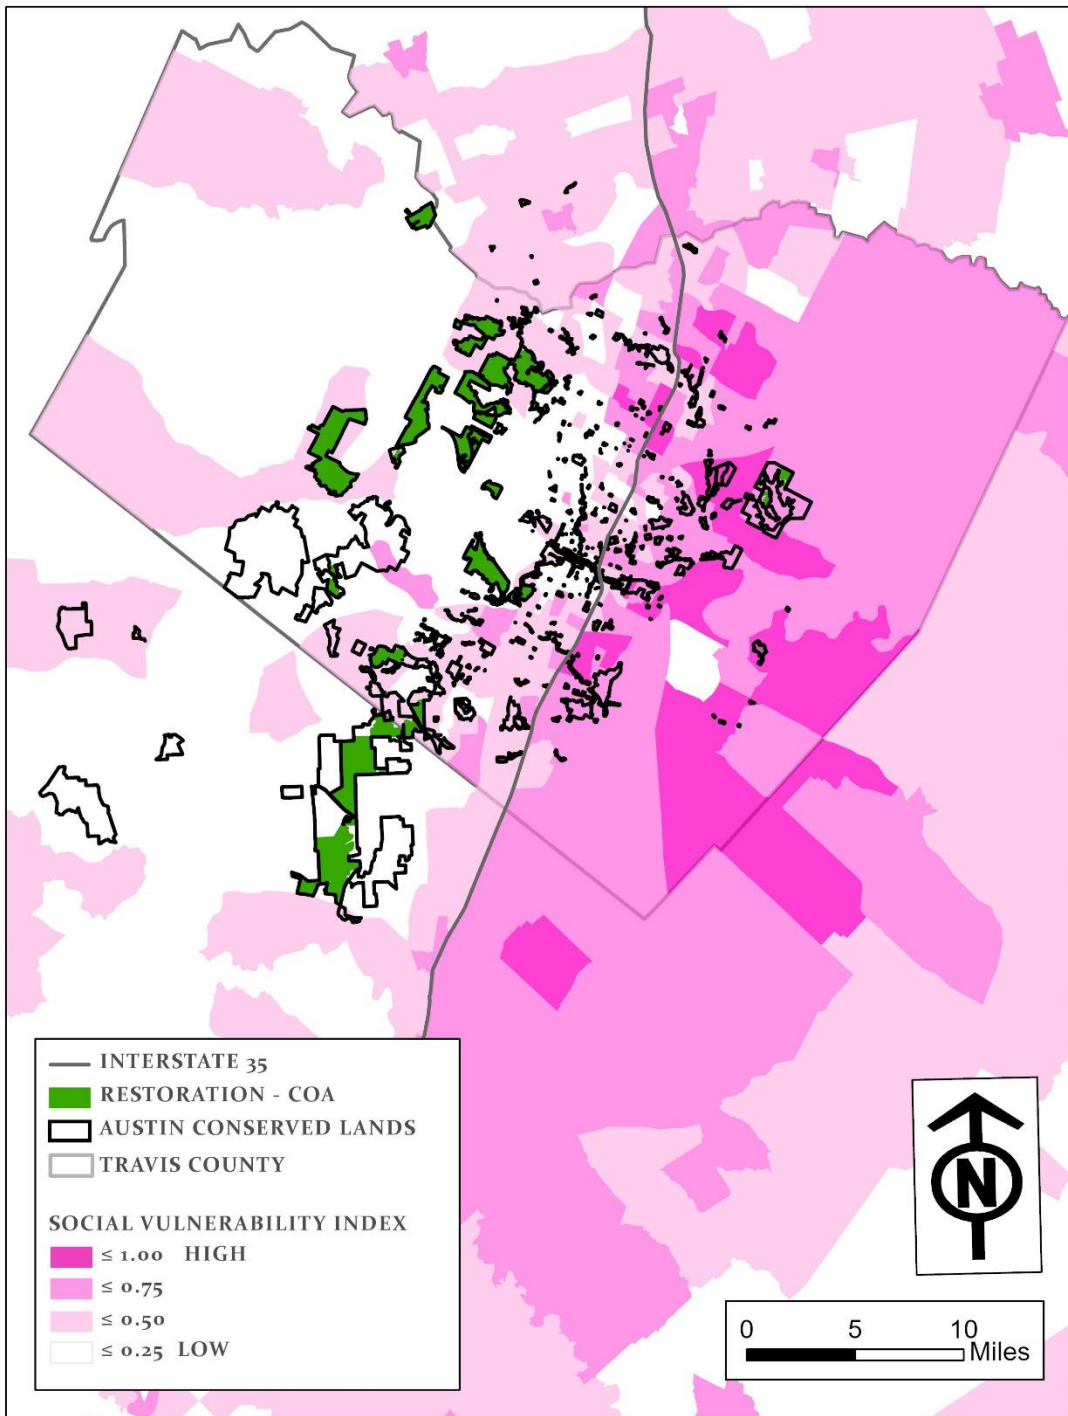 INTERSTATE 35
RESTORATION - COA
AUSTIN CONSERVED LANDS
TRAVIS COUNTY
SOCIAL VULNERABILITY INDEX
≤ 1.00 HIGH
≤ 0.75
≤ 0.50
≤ 0.25 LOW
N
0 5 10
Miles